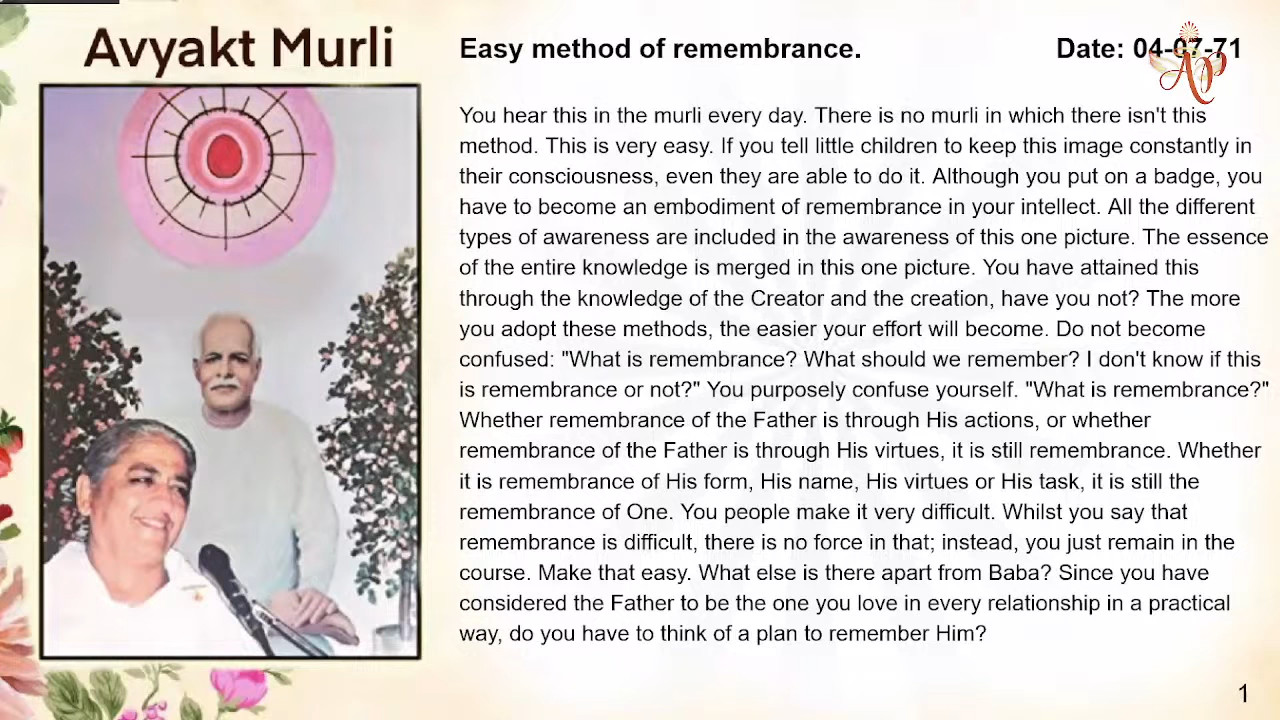 Avyakt Murli
Easy method of remembrance.
Date: 04-07-71
You hear this in the murli every day. There is no murli in which there isn't this
method. This is very easy. If you tell little children to keep this image constantly in
their consciousness, even they are able to do it. Although you put on a badge, you
have to become an embodiment of remembrance in your intellect. All the different
types of awareness are included in the awareness of this one picture. The essence
of the entire knowledge is merged in this one picture. You have attained this
through the knowledge of the Creator and the creation, have you not? The more
you adopt these methods, the easier your effort will become. Do not become
confused: "What is remembrance? What should we remember? I don't know if this
is remembrance or not?" You purposely confuse yourself. "What is remembrance?"
Whether remembrance of the Father is through His actions, or whether
remembrance of the Father is through His virtues, it is still remembrance. Whether
it is remembrance of His form, His name, His virtues or His task, it is still the
remembrance of One. You people make it very difficult. Whilst you say that
remembrance is difficult, there is no force in that; instead, you just remain in the
course. Make that easy. What else is there apart from Baba? Since you have
considered the Father to be the one you love in every relationship in a practical
way, do you have to think of a plan to remember Him?
1